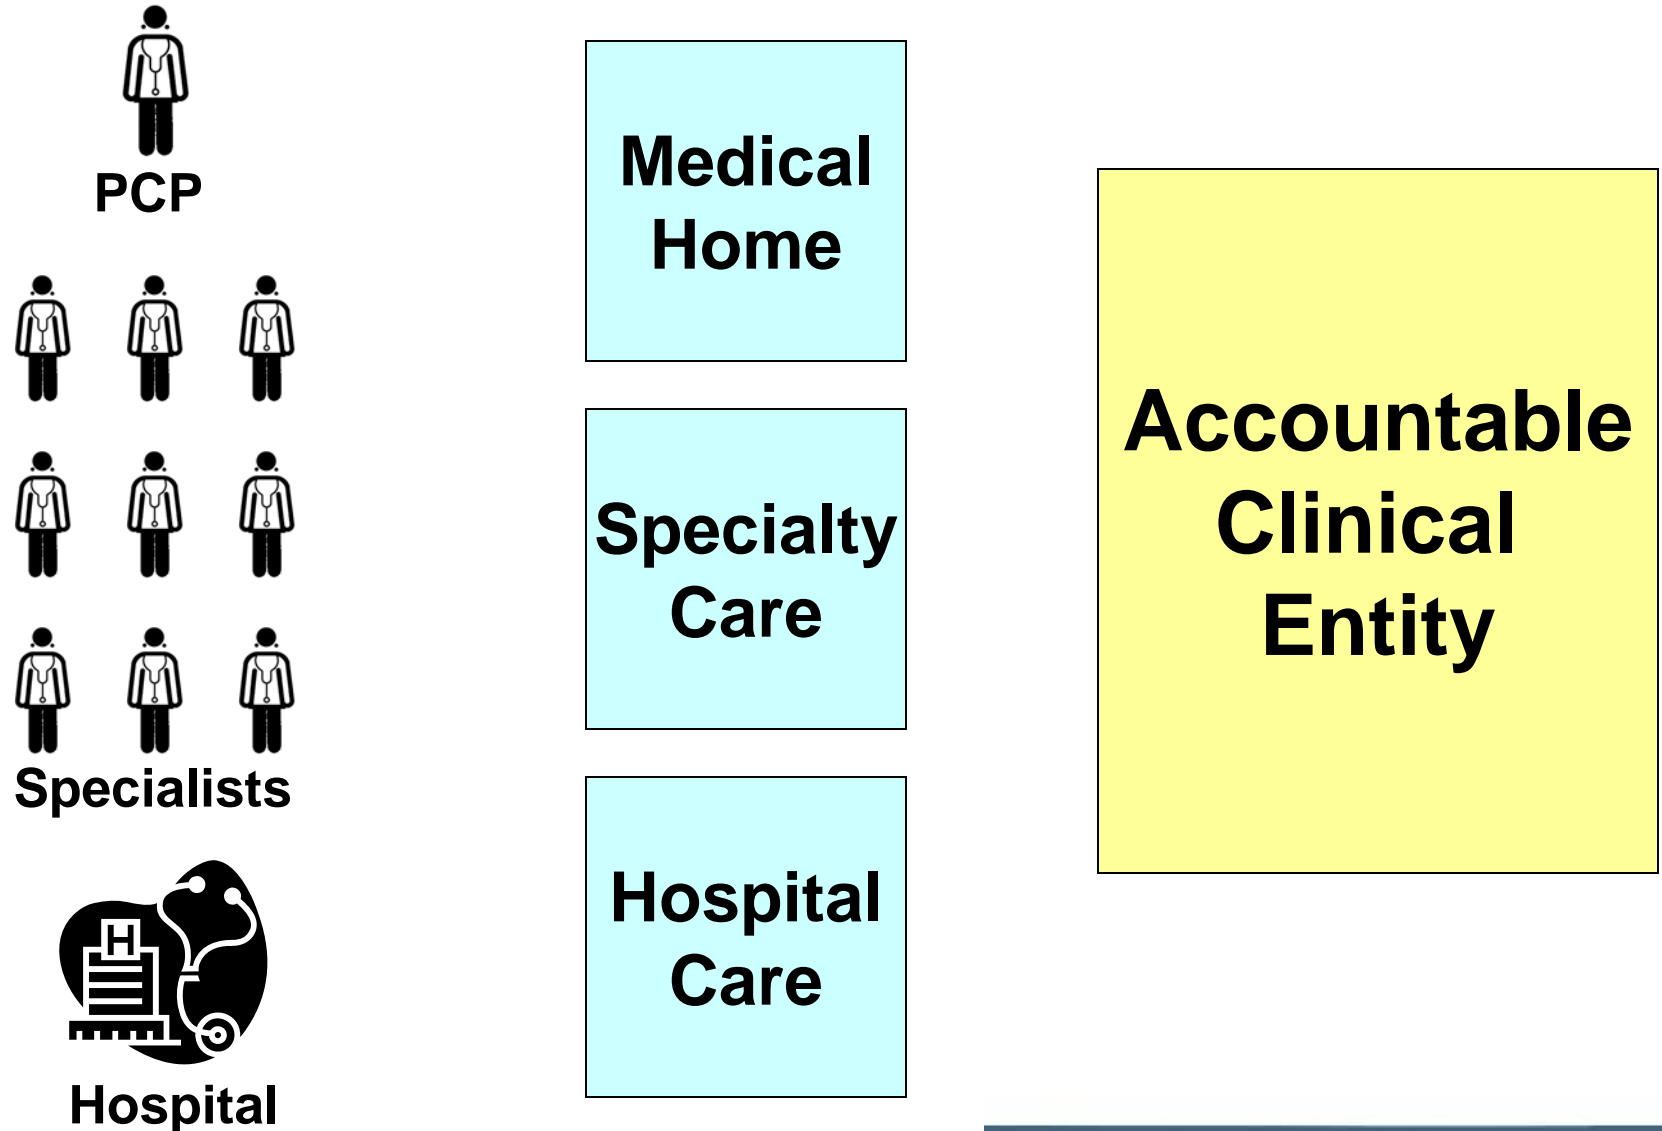 PCP
Specialists
H
Hospital
Medical
Home
Specialty
Care
Hospital
Care
Accountable
Clinical
Entity